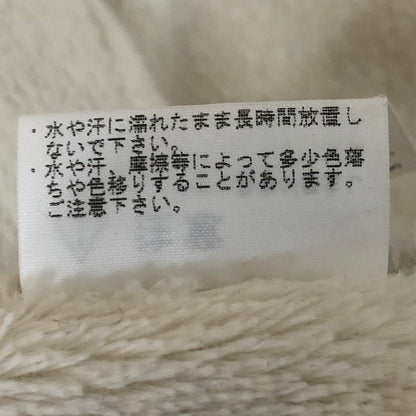 ・水や汗に濡れたまま長時間放置し
ないで下さい。
・水や汗、摩擦等によって多少色落
ちや色移りすることがあります。
ご注意下さい。